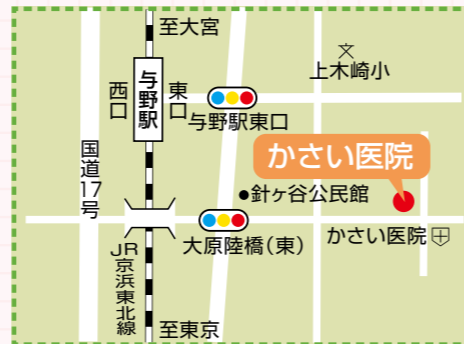 至大宮
上木崎小
西口
与野駅
東口
与野駅東口
国道17号
かさい医院
●針ヶ谷公民館
かさい医院
大原陸橋(東)
JR京浜東北線
至東京